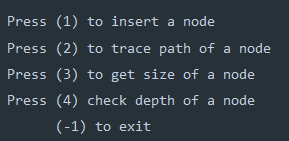 Press (1) to insert a node
Press (2) to trace path of a node
Press (3) to get size of a node
Press (4) check depth of a node
(-1) to exit